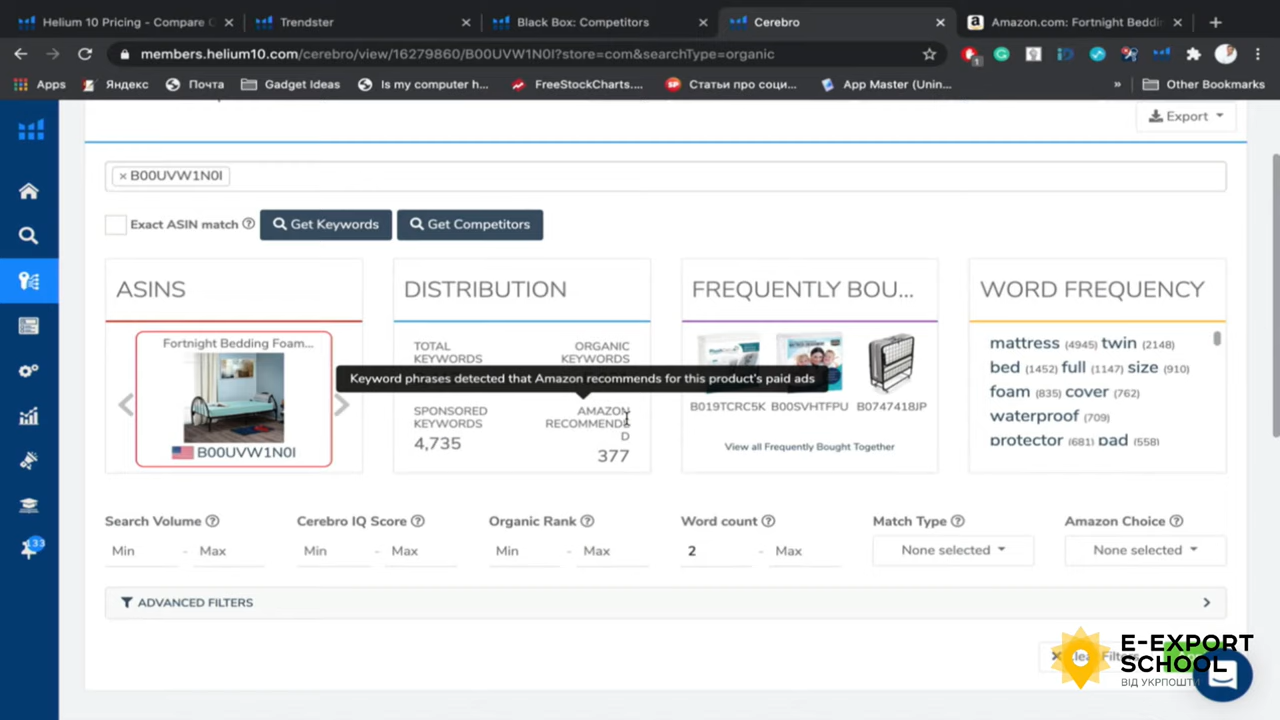 Helium 10 Pricing - Compare
Trendster
Black Box: Competitors
Cerebro
Amazon.com: Fortnight Beddi
members.helium10.com/cerebro/view/16279860/B00UVW1N0I?store=com&searchType=organic
Apps
Яндекс
Почта
Gadget Ideas
Is my computer h...
FreeStockCharts....
Статьи про соци...
App Master (Unin...
»
Other Bookmarks
Export
× B00UVW1N0I
Exact ASIN match
Get Keywords
Get Competitors
ASINS
Fortnight Bedding Foam...
B00UVW1N0I
DISTRIBUTION
TOTAL
KEYWORDS
ORGANIC
KEYWORDS
Keyword phrases detected that Amazon recommends for this product's paid ads
SPONSORED
KEYWORDS
4,735
AMAZON
RECOMMENDE
D
377
FREQUENTLY BOU...
B019TCRC5K B00SVHTFPU B0747418JP
View all Frequently Bought Together
WORD FREQUENCY
mattress (4945) twin (2148)
bed (1452) full (1147) size (910)
foam (835) cover (762)
waterproof (709)
protector (681) pad (558)
Search Volume
Min - Max
Cerebro IQ Score
Min - Max
Organic Rank
Min - Max
Word count
2 - Max
Match Type
None selected
Amazon Choice
None selected
ADVANCED FILTERS
133
E-EXPORT
SCHOOL
ВІД УКРПОШТИ